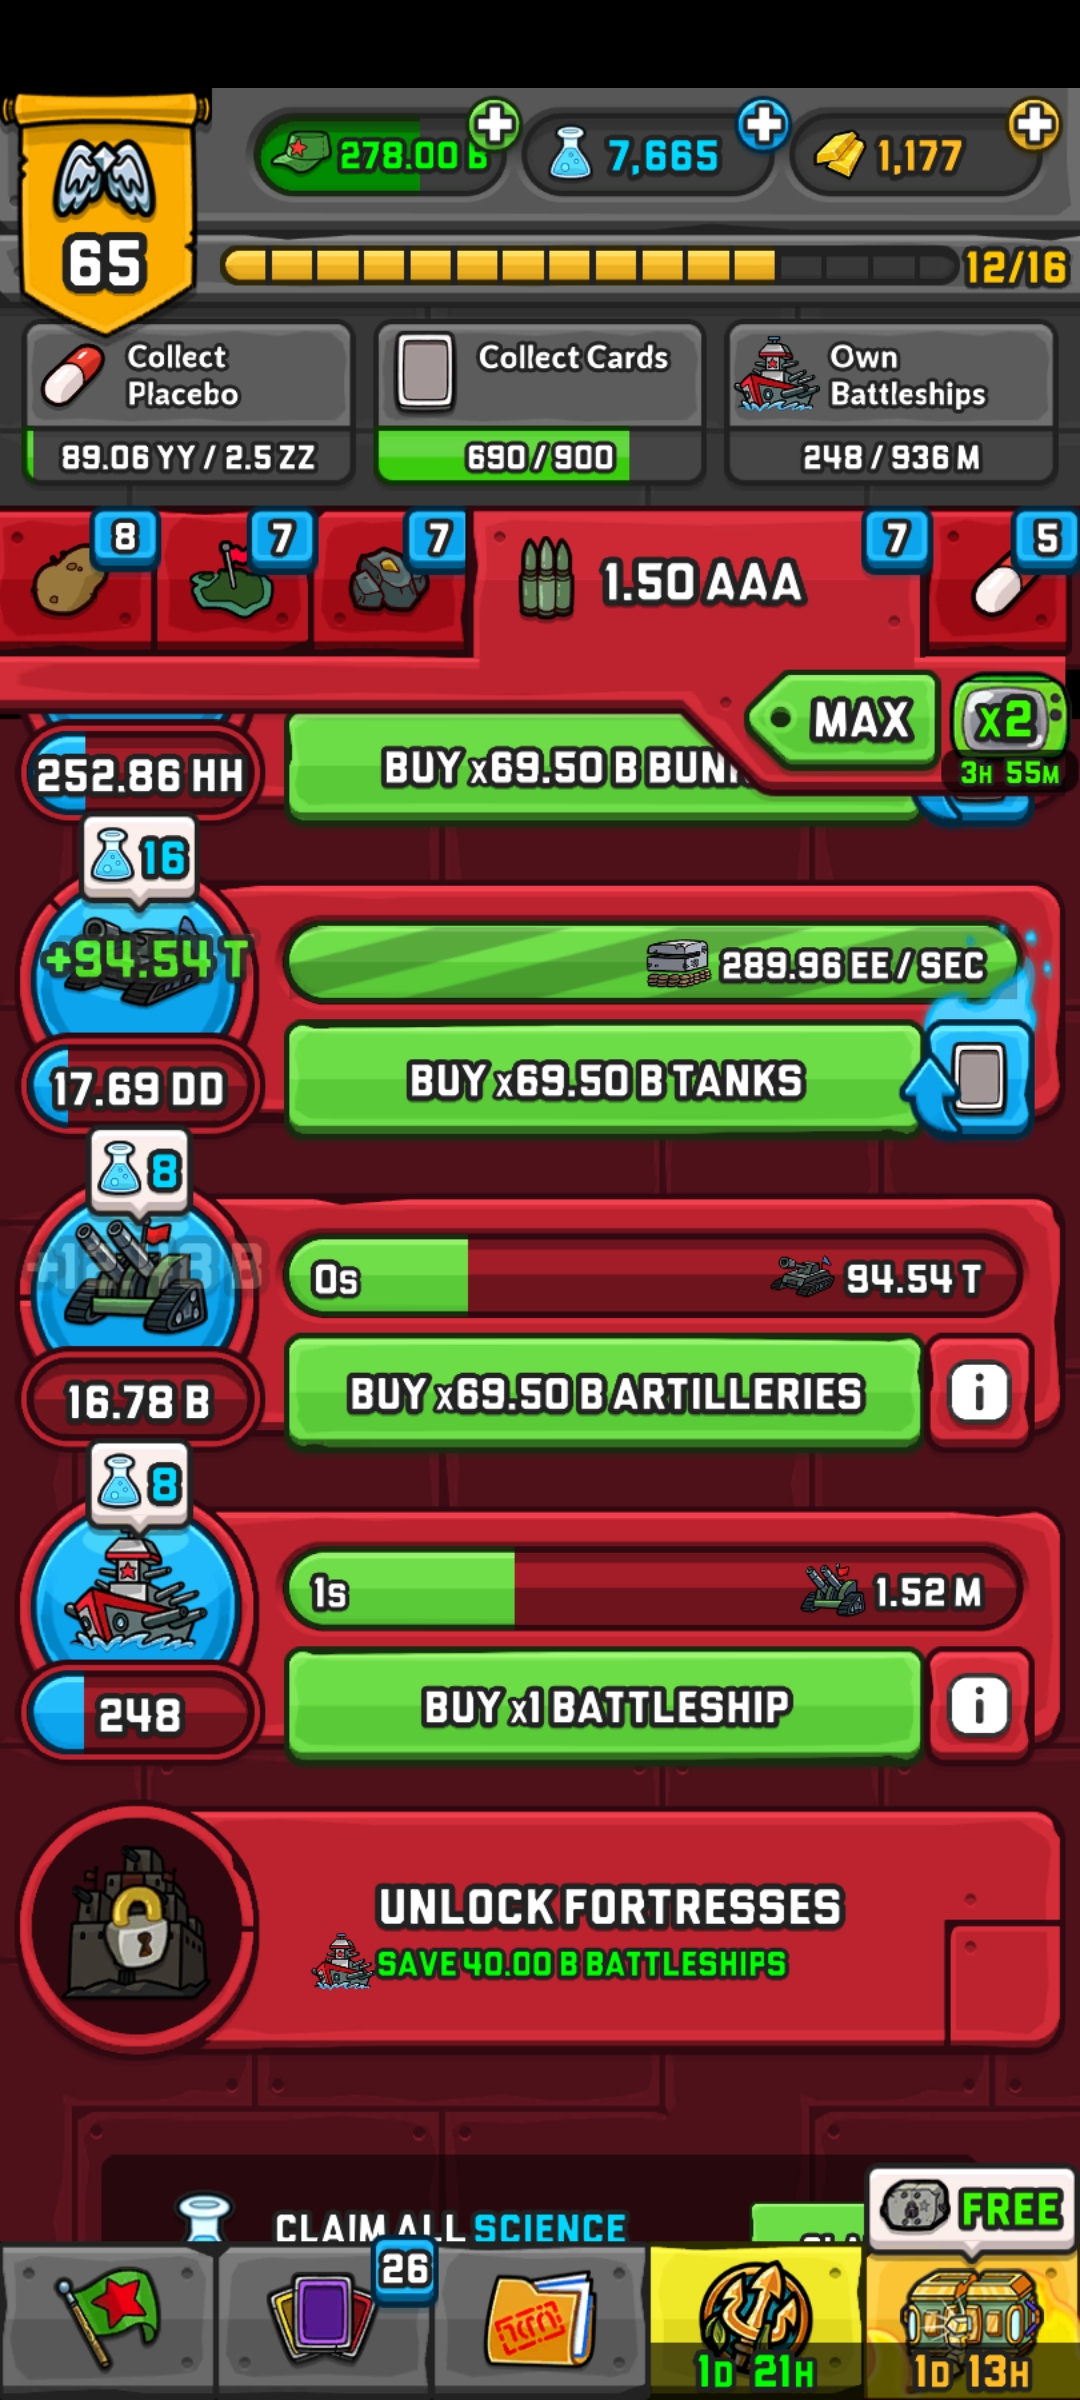 278.00 B
7,665
1,177
65
12/16
Collect
Placebo
Collect Cards
Own
Battleships
89.06 YY / 2.5 ZZ
690/900
248 / 936 M
8
7
7
1.50 AAA
7
5
MAX
x2
3H 55M
252.86 HH
BUY x69.50 B
16
+94.54 T
289.96 EE / SEC
17.69 DD
BUY x69.50 B TANKS
8
0s
94.54 T
16.78 B
BUY x69.50 B ARTILLERIES
i
8
1s
1.52 M
248
BUY x1 BATTLESHIP
i
UNLOCK FORTRESSES
SAVE 40.00 B BATTLESHIPS
FREE
CLAIM ALL SCIENCE
26
1D 21H
1D 13H